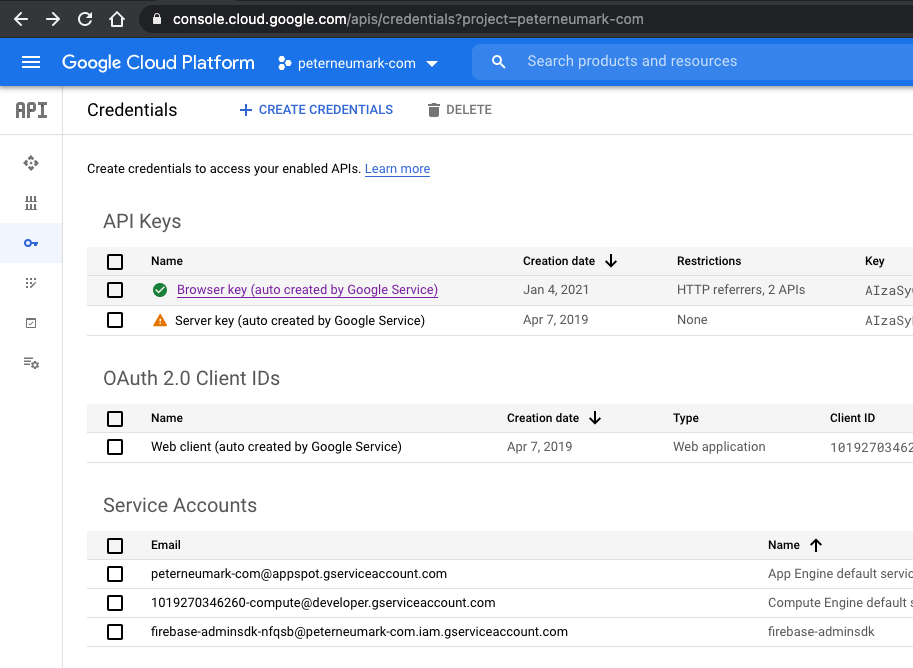 console.cloud.google.com/apis/credentials?project=peterneumark-com
Google Cloud Platform peterneumark-com Search products and resources
API Credentials CREATE CREDENTIALS DELETE
Create credentials to access your enabled APIs. Learn more
API Keys
Name Creation date Restrictions Key
Browser key (auto created by Google Service) Jan 4, 2021 HTTP referrers, 2 APIs AIzaSy
Server key (auto created by Google Service) Apr 7, 2019 None AIzaSy
OAuth 2.0 Client IDs
Name Creation date Type Client ID
Web client (auto created by Google Service) Apr 7, 2019 Web application 10192703462
Service Accounts
Email Name
peterneumark-com@appspot.gserviceaccount.com App Engine default servic
1019270346260-compute@developer.gserviceaccount.com Compute Engine default s
firebase-adminsdk-nfqsb@peterneumark-com.iam.gserviceaccount.com firebase-adminsdk